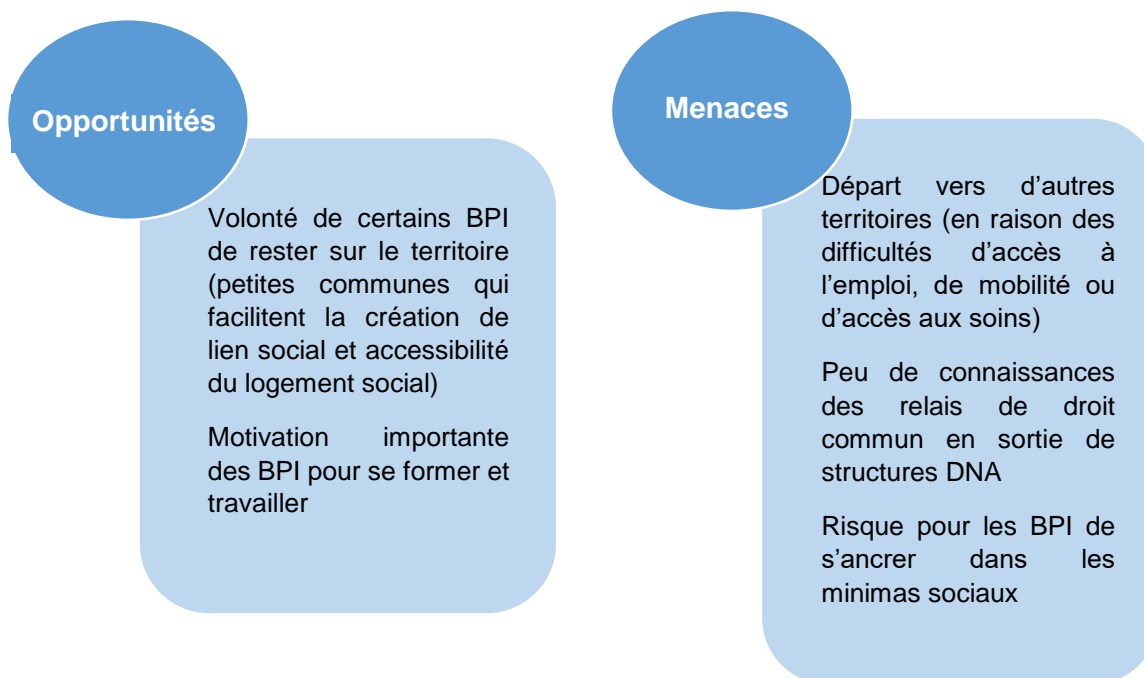 Opportunités
Volonté de certains BPI
de rester sur le territoire
(petites communes qui
facilitent la création de
lien social et accessibilité
du logement social)
Motivation importante
des BPI pour se former et
travailler
Menaces
Départ vers d’autres
territoires (en raison des
difficultés d’accès à
l’emploi, de mobilité ou
d’accès aux soins)
Peu de connaissances
des relais de droit
commun en sortie de
structures DNA
Risque pour les BPI de
s’ancrer dans les
minimas sociaux